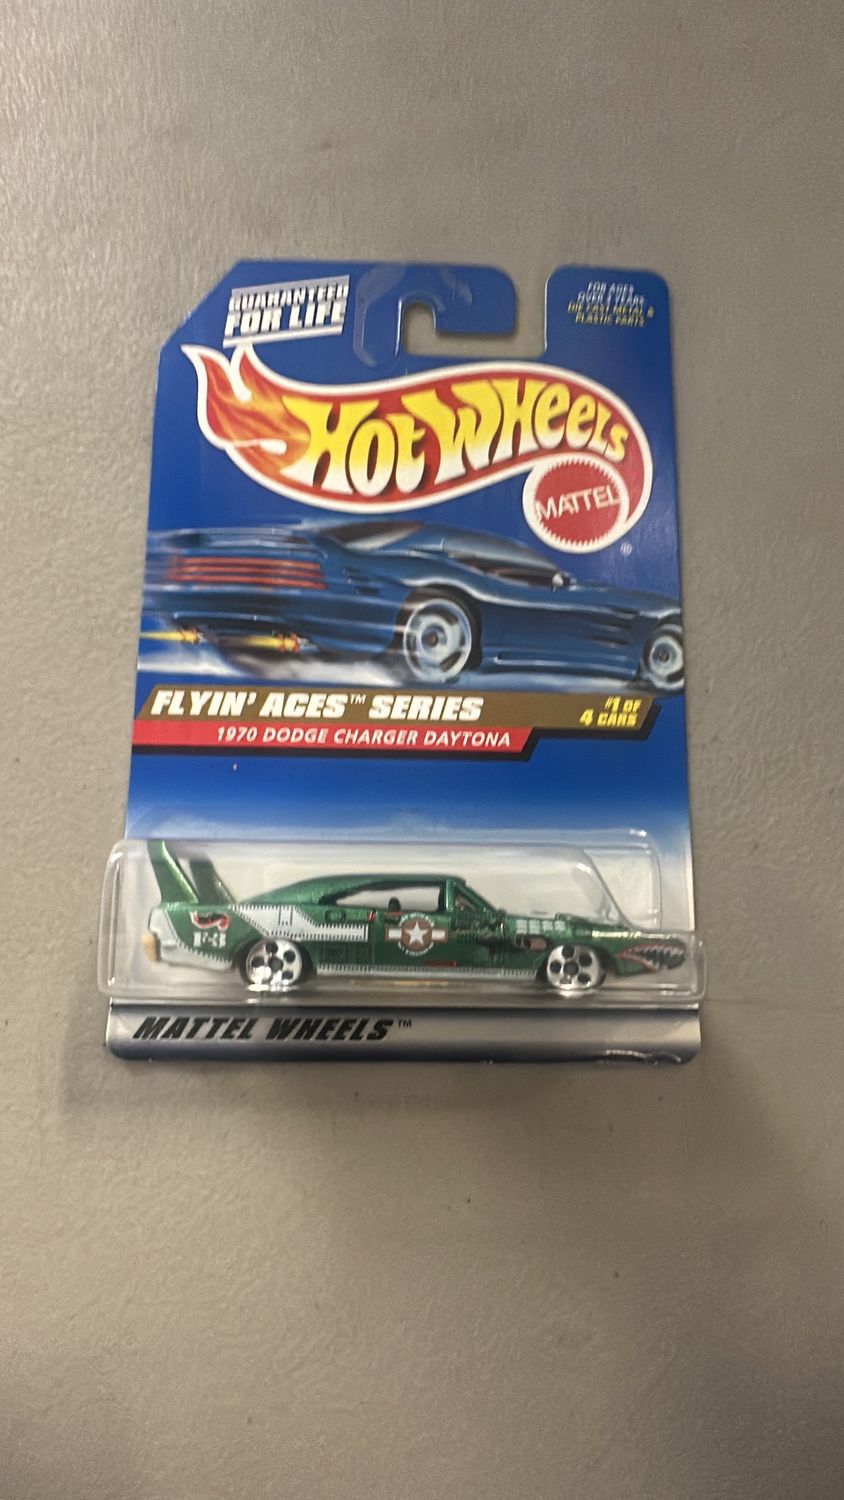 GUARANTEED
FOR LIFE
FOR AGES
OVER 3 YEARS
DIE CAST METAL &
PLASTIC PARTS
HOT WHEELS
MATTEL
®
FLYIN' ACES™ SERIES
#1 OF
4 CARS
1970 DODGE CHARGER DAYTONA
F-3
MATTEL WHEELS™